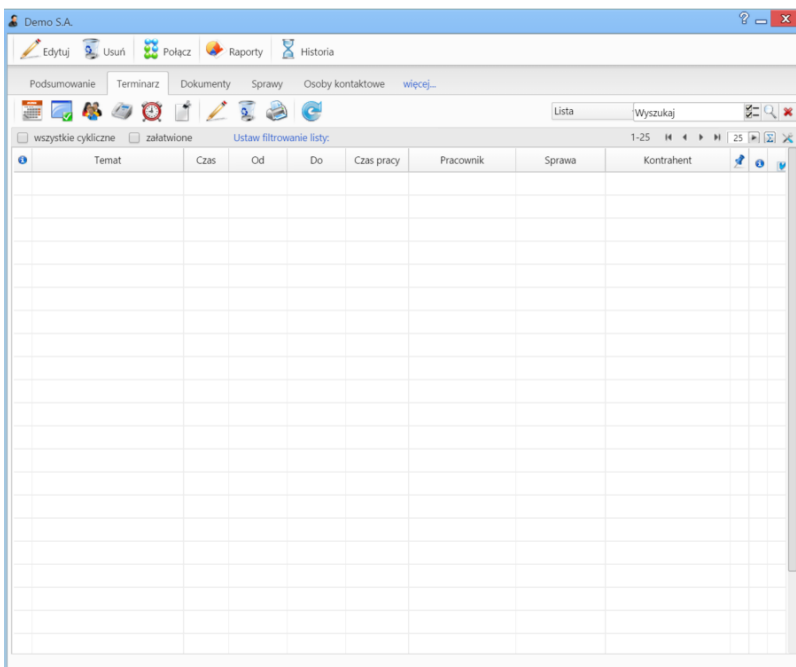 Demo S.A.
Edytuj Usuń Połącz Raporty Historia
Podsumowanie Terminarz Dokumenty Sprawy Osoby kontaktowe więcej...
Lista Wyszukaj
wszystkie cykliczne załatwione Ustaw filtrowanie listy: 1-25 25
Temat Czas Od Do Czas pracy Pracownik Sprawa Kontrahent